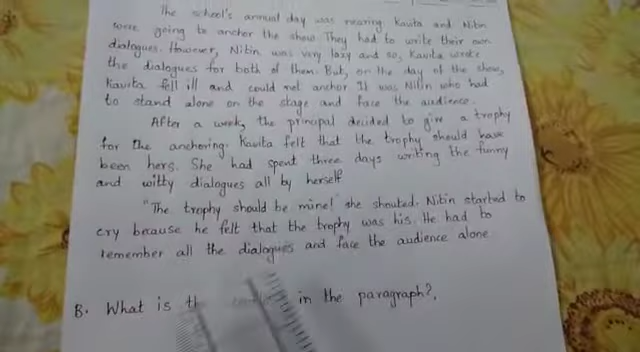 The school's annual day was nearing. Kavita and Nitin
were going to anchor the show. They had to write their own
dialogues. However, Nitin was very lazy and so, Kavita wrote
the dialogues for both of them. But, on the day of the show,
Kavita fell ill and could not anchor. It was Nitin who had
to stand alone on the stage and face the audience.
After a week, the principal decided to give a trophy
for the anchoring. Kavita felt that the trophy should have
been hers. She had spent three days writing the funny
and witty dialogues all by herself
"The trophy should be mine!" she shouted. Nitin started to
cry because he felt that the trophy was his. He had to
remember all the dialogues and face the audience alone
B. What is in the paragraph?.